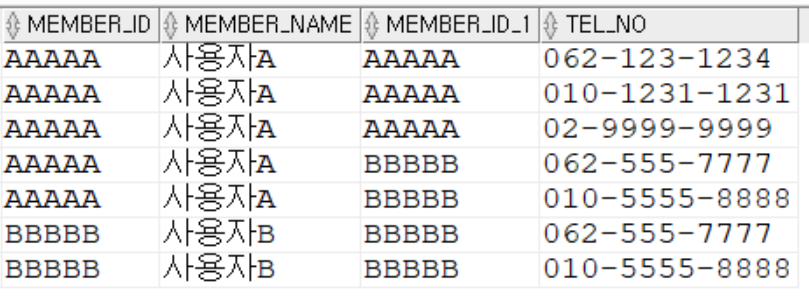 MEMBER_ID MEMBER_NAME MEMBER_ID_1 TEL_NO
AAAAA 사용자A AAAAA 062-123-1234
AAAAA 사용자A AAAAA 010-1231-1231
AAAAA 사용자A AAAAA 02-9999-9999
AAAAA 사용자A BBBBB 062-555-7777
AAAAA 사용자A BBBBB 010-5555-8888
BBBBB 사용자B BBBBB 062-555-7777
BBBBB 사용자B BBBBB 010-5555-8888